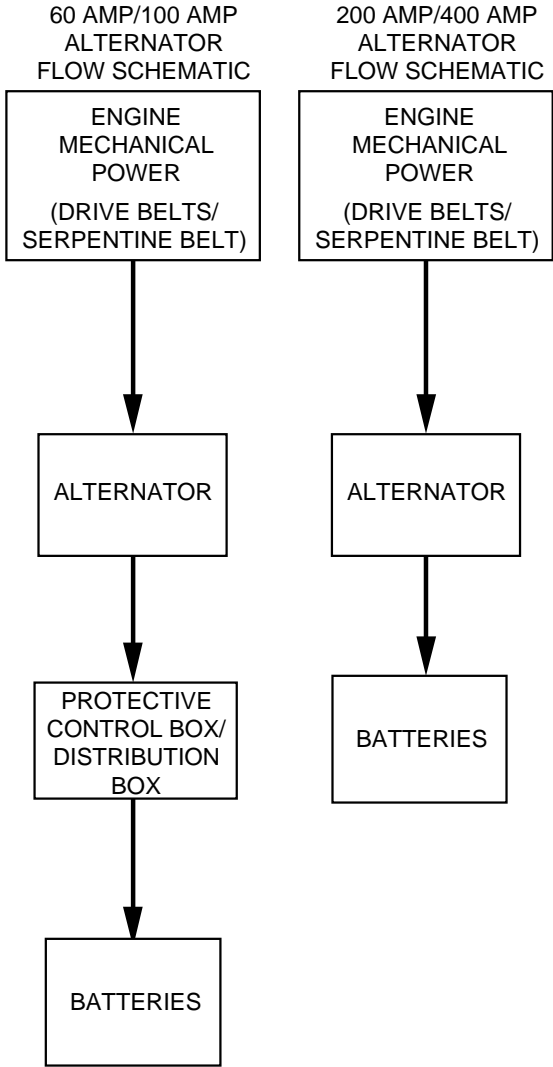 60 AMP/100 AMP
ALTERNATOR
FLOW SCHEMATIC
ENGINE
MECHANICAL
POWER
(DRIVE BELTS/
SERPENTINE BELT)
ALTERNATOR
PROTECTIVE
CONTROL BOX/
DISTRIBUTION
BOX
BATTERIES
200 AMP/400 AMP
ALTERNATOR
FLOW SCHEMATIC
ENGINE
MECHANICAL
POWER
(DRIVE BELTS/
SERPENTINE BELT)
ALTERNATOR
BATTERIES